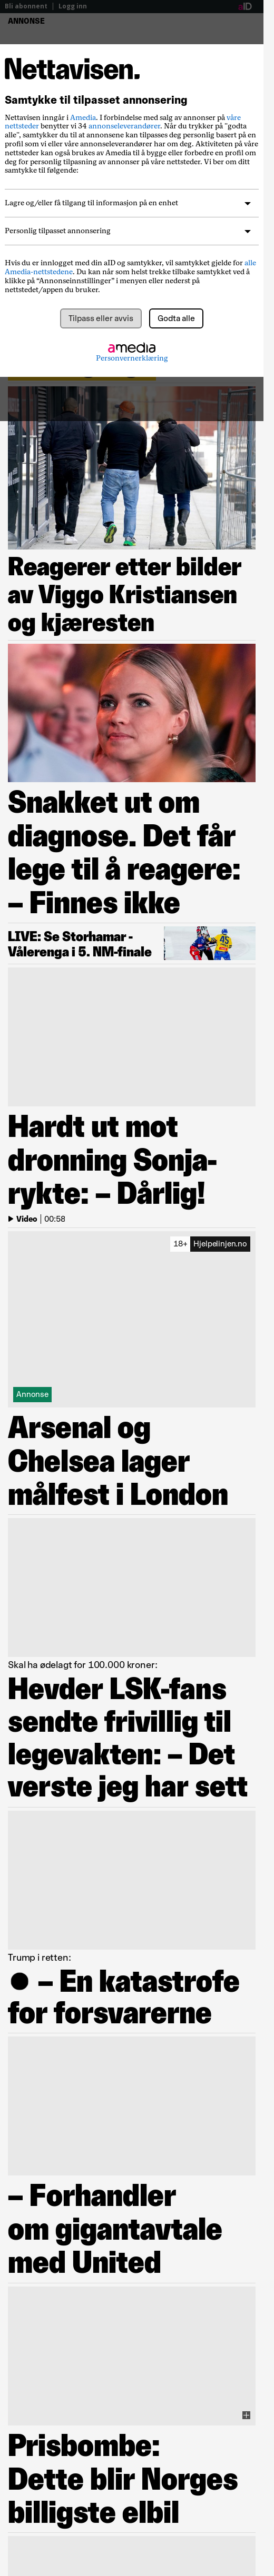 Bli abonnent | Logg inn
aID
ANNONSE
Nettavisen.
Samtykke til tilpasset annonsering
Nettavisen inngår i Amedia. I forbindelse med salg av annonser på våre
nettsteder benytter vi 34 annonseleverandører. Når du trykker på "godta
alle", samtykker du til at annonsene kan tilpasses deg personlig basert på en
profil som vi eller våre annonseleverandører har om deg. Aktiviteten på våre
nettsteder kan også brukes av Amedia til å bygge eller forbedre en profil om
deg for personlig tilpasning av annonser på våre nettsteder. Vi ber om ditt
samtykke til følgende:
Lagre og/eller få tilgang til informasjon på en enhet
Personlig tilpasset annonsering
Hvis du er innlogget med din aID og samtykker, vil samtykket gjelde for alle
Amedia-nettstedene. Du kan når som helst trekke tilbake samtykket ved å
klikke på “Annonseinnstillinger” i menyen nederst på
nettstedet/appen du bruker.
Tilpass eller avvis
Godta alle
amedia
Personvernerklæring
Reagerer etter bilder
av Viggo Kristiansen
og kjæresten
Snakket ut om
diagnose. Det får
lege til å reagere:
– Finnes ikke
LIVE: Se Storhamar -
Vålerenga i 5. NM-finale
Hardt ut mot
dronning Sonja-
rykte: – Dårlig!
Video | 00:58
18+ Hjelpelinjen.no
Annonse
Arsenal og
Chelsea lager
målfest i London
Skal ha ødelagt for 100.000 kroner:
Hevder LSK-fans
sendte frivillig til
legevakten: – Det
verste jeg har sett
Trump i retten:
● – En katastrofe
for forsvarerne
– Forhandler
om gigantavtale
med United
Prisbombe:
Dette blir Norges
billigste elbil